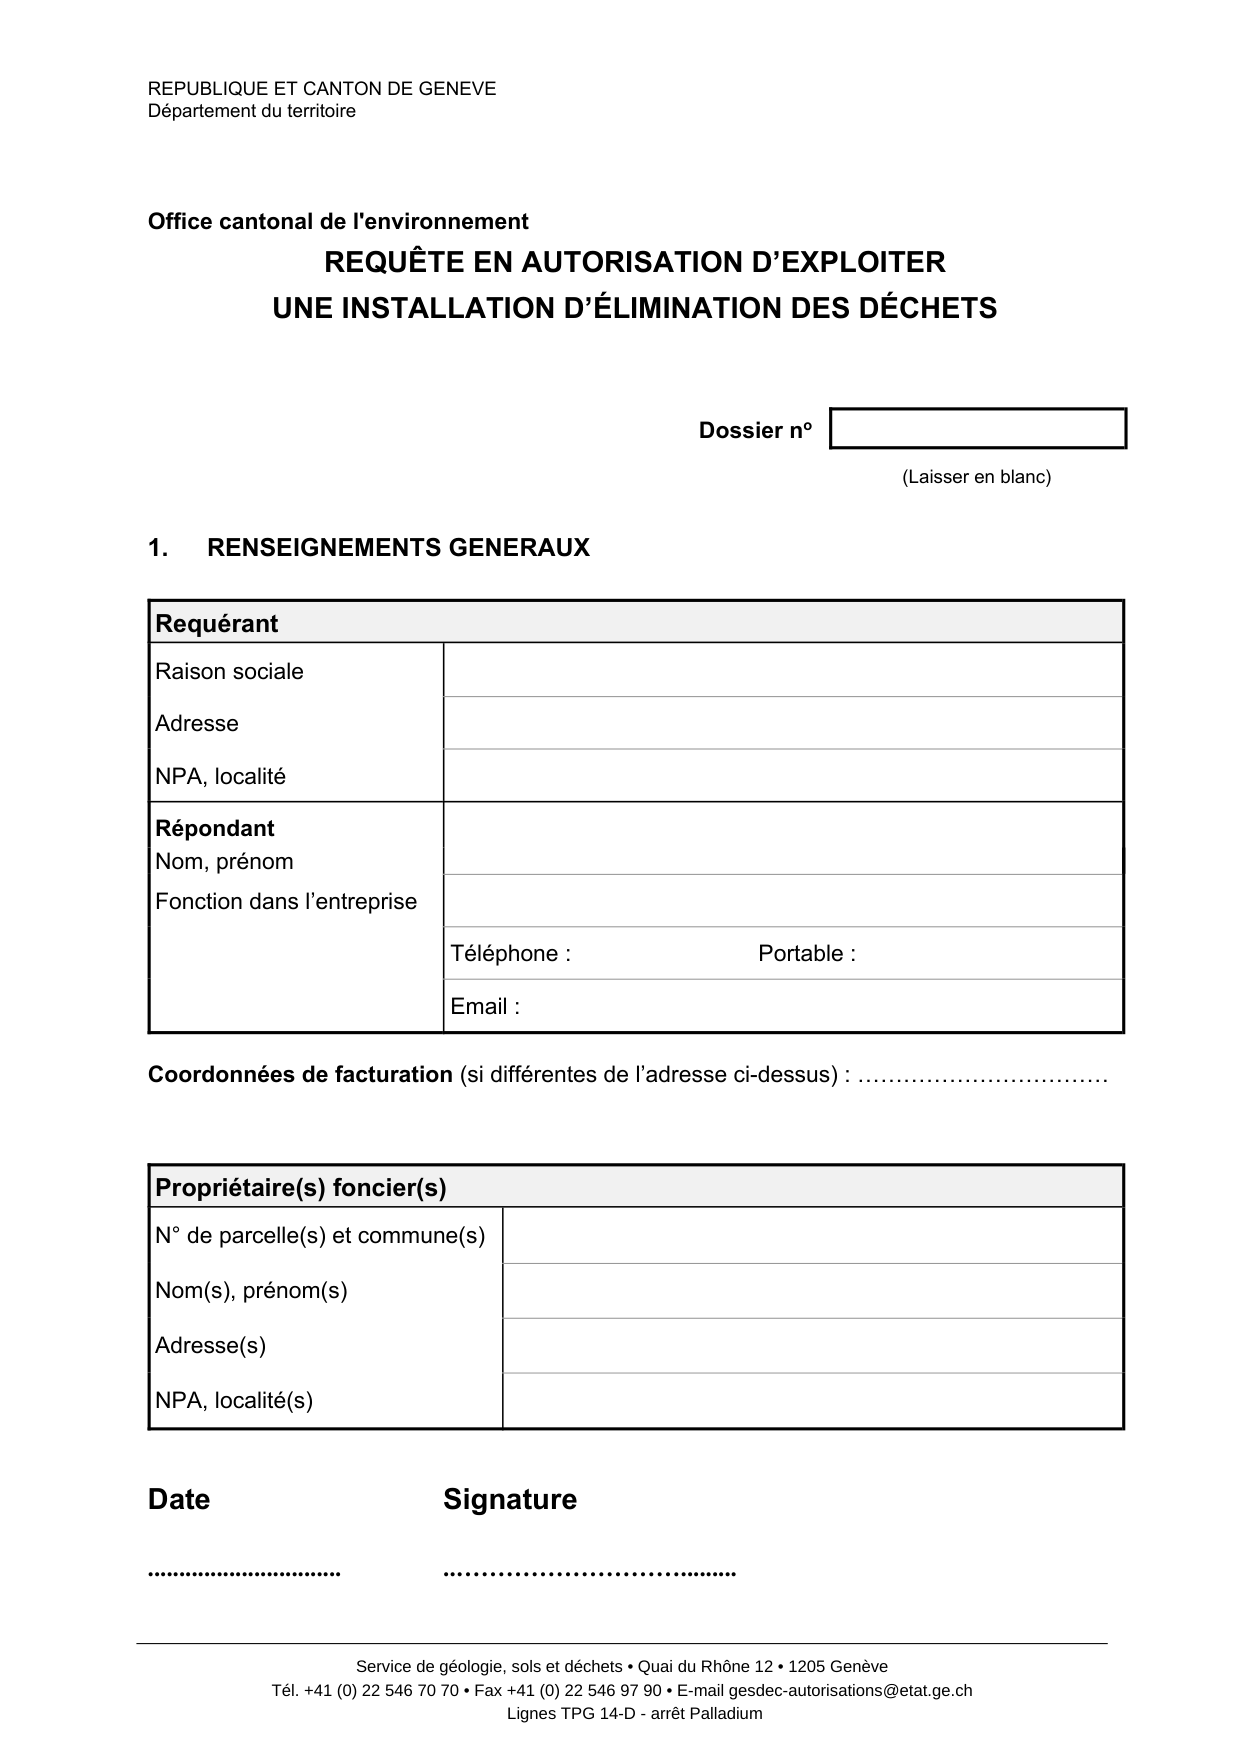 REPUBLIQUE ET CANTON DE GENEVE
Département du territoire
Office cantonal de l'environnement
REQUÊTE EN AUTORISATION D’EXPLOITER
UNE INSTALLATION D’ÉLIMINATION DES DÉCHETS
Dossier nº
(Laisser en blanc)
1. RENSEIGNEMENTS GENERAUX
Requérant
Raison sociale
Adresse
NPA, localité
Répondant
Nom, prénom
Fonction dans l’entreprise
Téléphone : Portable :
Email :
Coordonnées de facturation (si différentes de l’adresse ci-dessus) : ……………………………
Propriétaire(s) foncier(s)
N° de parcelle(s) et commune(s)
Nom(s), prénom(s)
Adresse(s)
NPA, localité(s)
Date Signature
............................... ...………………………….........
Service de géologie, sols et déchets • Quai du Rhône 12 • 1205 Genève
Tél. +41 (0) 22 546 70 70 • Fax +41 (0) 22 546 97 90 • E-mail gesdec-autorisations@etat.ge.ch
Lignes TPG 14-D - arrêt Palladium